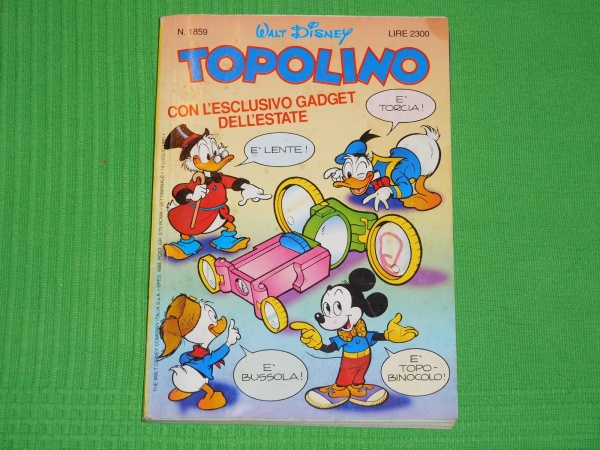 N. 1859
WALT DISNEY
LIRE 2300
TOPOLINO
CON L'ESCLUSIVO GADGET
DELL'ESTATE
E' LENTE!
E'
TORCIA!
E'
BUSSOLA!
E'
TOPO-
BINOCOLO!